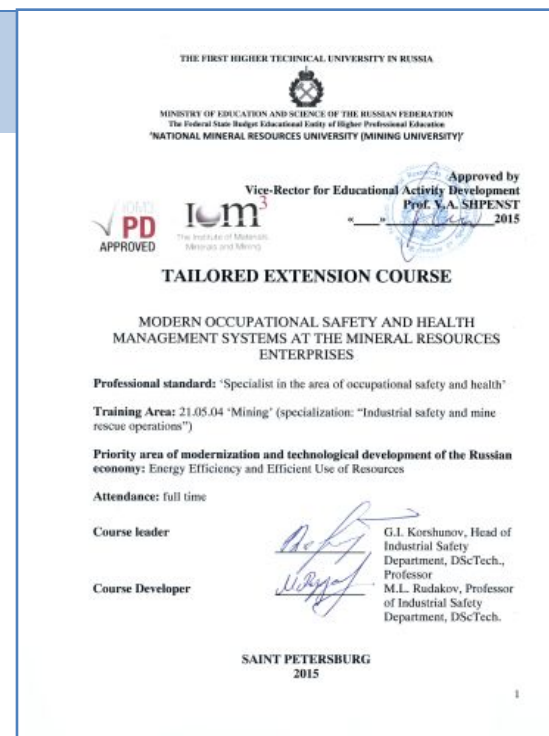 THE FIRST HIGHER TECHNICAL UNIVERSITY IN RUSSIA
MINISTRY OF EDUCATION AND SCIENCE OF THE RUSSIAN FEDERATION
The Federal State Budget Educational Entity of Higher Professional Education
'NATIONAL MINERAL RESOURCES UNIVERSITY (MINING UNIVERSITY)'
Approved by
Vice-Rector for Educational Activity Development
Prof. V.A. SHPENST
«___»            2015
IOM3
PD
APPROVED
IOM3
The Institute of Materials,
Minerals and Mining
TAILORED EXTENSION COURSE
MODERN OCCUPATIONAL SAFETY AND HEALTH
MANAGEMENT SYSTEMS AT THE MINERAL RESOURCES
ENTERPRISES
Professional standard: 'Specialist in the area of occupational safety and health'
Training Area: 21.05.04 'Mining' (specialization: "Industrial safety and mine
rescue operations")
Priority area of modernization and technological development of the Russian
economy: Energy Efficiency and Efficient Use of Resources
Attendance: full time
Course leader
G.I. Korshunov, Head of
Industrial Safety
Department, DScTech.,
Professor
Course Developer
M.L. Rudakov, Professor
of Industrial Safety
Department, DScTech.
SAINT PETERSBURG
2015
1